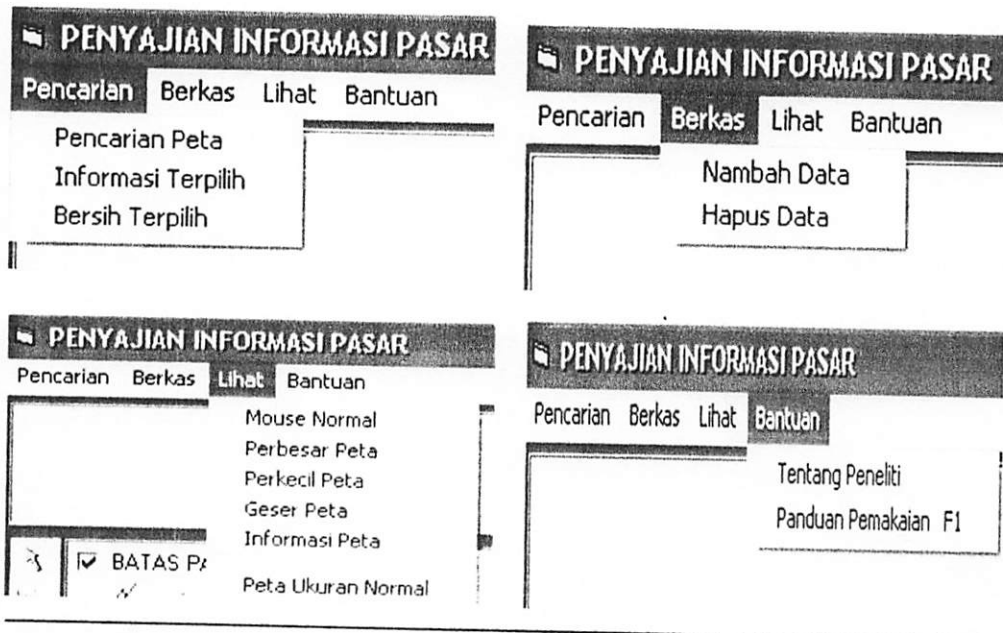 PENYAJIAN INFORMASI PASAR
Pencarian Berkas Lihat Bantuan
Pencarian Peta
Informasi Terpilih
Bersih Terpilih
PENYAJIAN INFORMASI PASAR
Pencarian Berkas Lihat Bantuan
Nambah Data
Hapus Data
PENYAJIAN INFORMASI PASAR
Pencarian Berkas Lihat Bantuan
Mouse Normal
Perbesar Peta
Perkecil Peta
Geser Peta
Informasi Peta
BATAS
Peta Ukuran Normal
PENYAJIAN INFORMASI PASAR
Pencarian Berkas Lihat Bantuan
Tentang Peneliti
Panduan Pemakaian F1